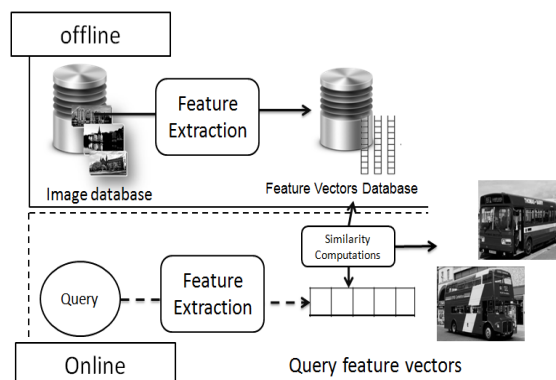 offline
Feature
Extraction
Image database
Feature Vectors Database
Similarity
Computations
Query
Feature
Extraction
Online
Query feature vectors